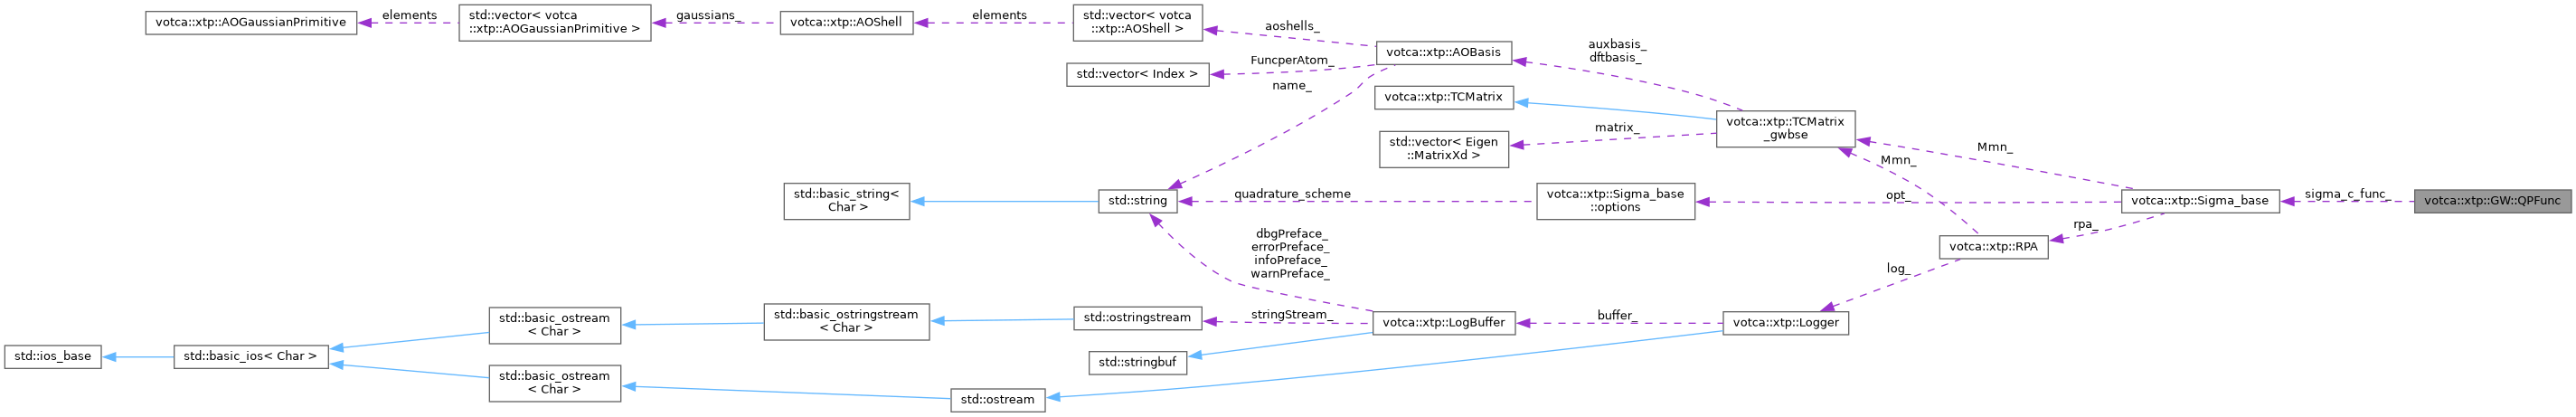 votca::xtp::AOGaussianPrimitive
elements
std::vector< votca
::xtp::AOGaussianPrimitive >
gaussians_
votca::xtp::AOShell
elements
std::vector< votca
::xtp::AOShell >
aoshells_
votca::xtp::AOBasis
FuncperAtom_
std::vector< Index >
name_
auxbasis_
dftbasis_
votca::xtp::TCMatrix
votca::xtp::TCMatrix
_gwbse
matrix_
std::vector< Eigen
::MatrixXd >
Mmn_
Mmn_
std::basic_string<
Char >
std::string
quadrature_scheme
votca::xtp::Sigma_base
::options
opt_
votca::xtp::Sigma_base
sigma_c_func_
votca::xtp::GW::QPFunc
rpa_
votca::xtp::RPA
log_
dbgPreface_
errorPreface_
infoPreface_
warnPreface_
std::basic_ostream
< Char >
std::basic_ostringstream
< Char >
std::ostringstream
stringStream_
votca::xtp::LogBuffer
buffer_
votca::xtp::Logger
std::ios_base
std::basic_ios< Char >
std::stringbuf
std::basic_ostream
< Char >
std::ostream